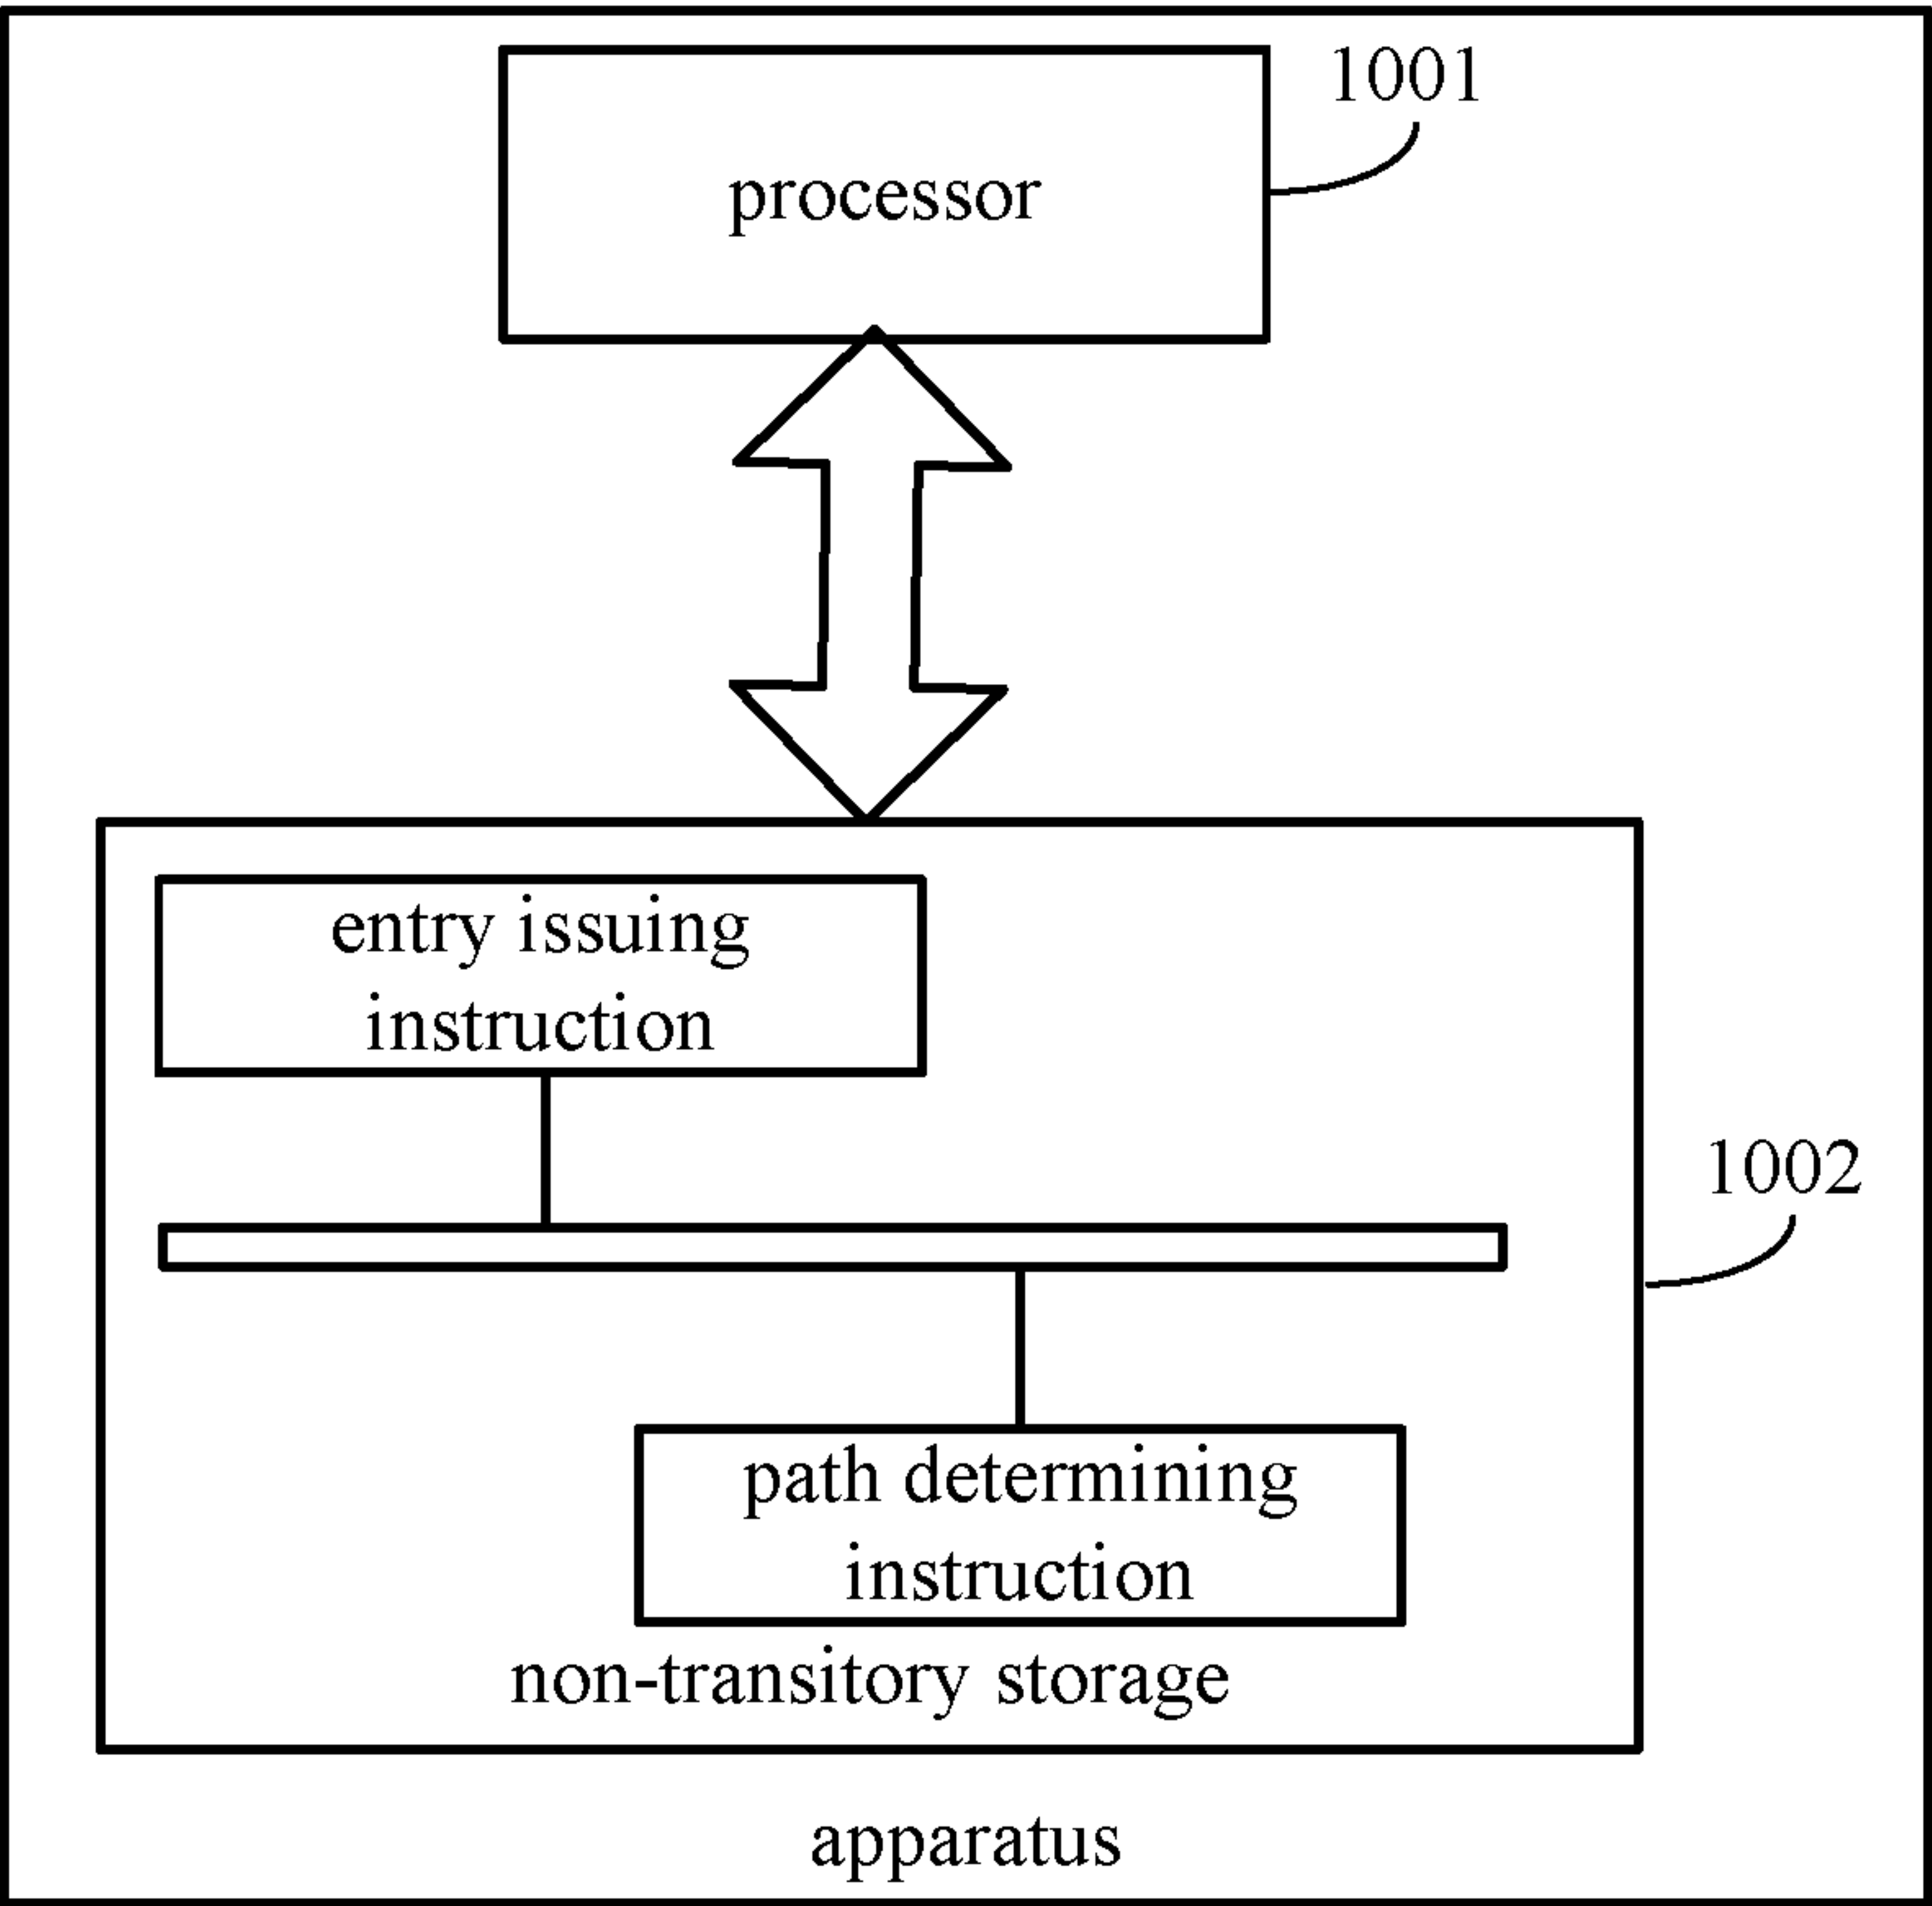 1001
processor
entry issuing
instruction
1002
path determining
instruction
non-transitory storage
apparatus